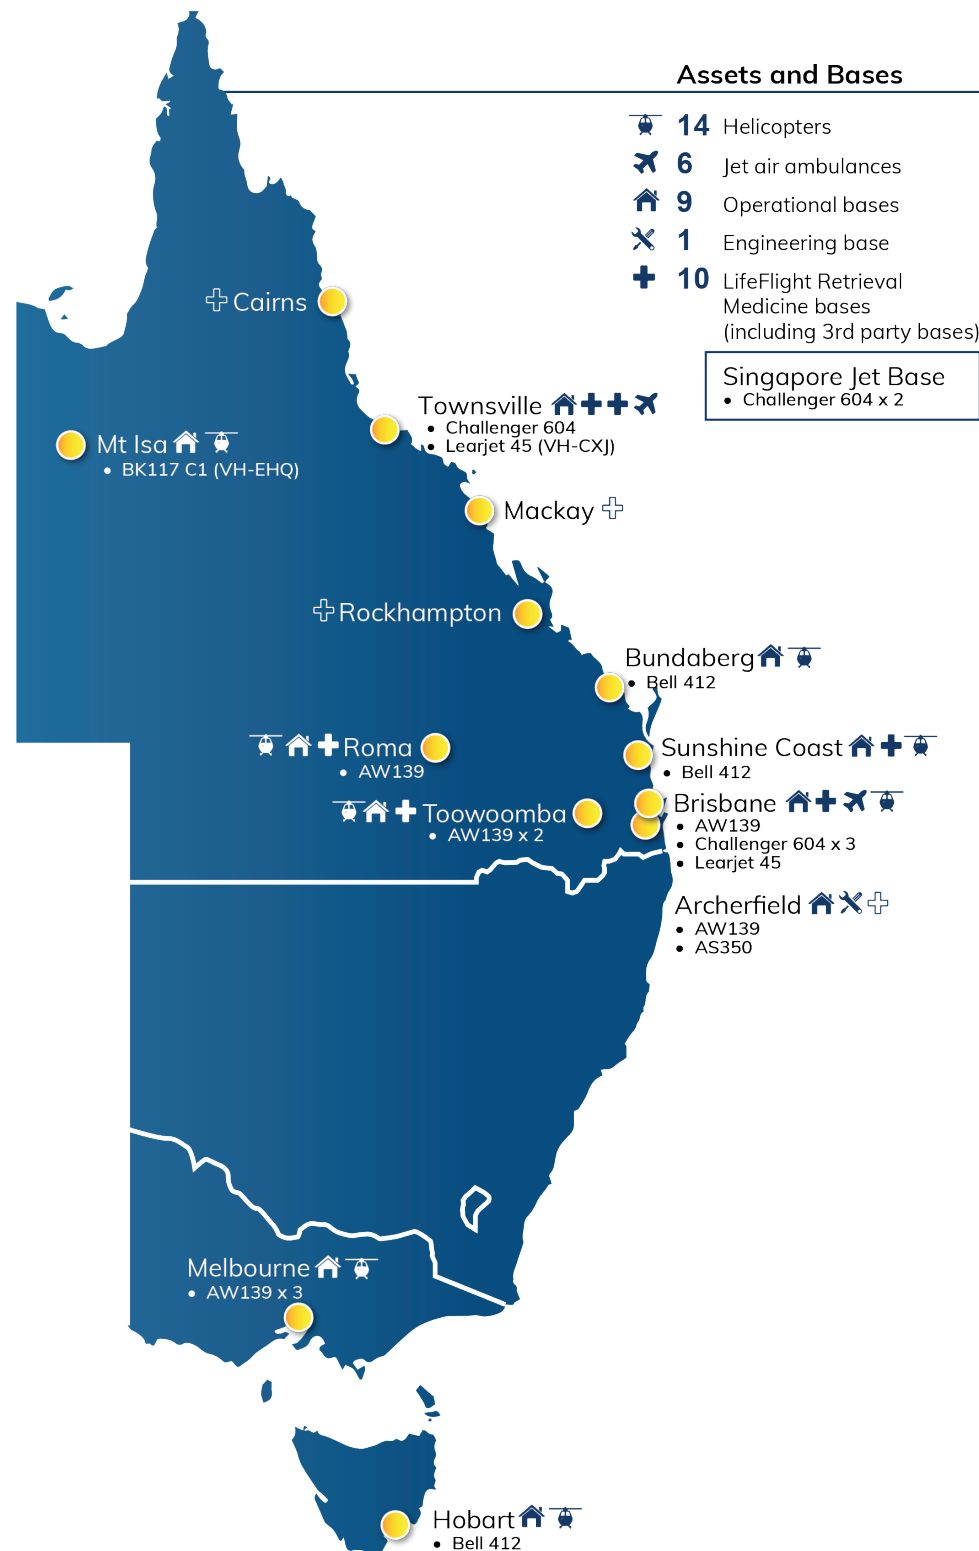 Assets and Bases
14 Helicopters
6 Jet air ambulances
9 Operational bases
1 Engineering base
10 LifeFlight Retrieval
Medicine bases
(including 3rd party bases)
Singapore Jet Base
• Challenger 604 x 2
Cairns
Townsville
• Challenger 604
• Learjet 45 (VH-CXJ)
Mt Isa
• BK117 C1 (VH-EHQ)
Mackay
Rockhampton
Bundaberg
• Bell 412
Roma
• AW139
Sunshine Coast
• Bell 412
Toowoomba
• AW139 x 2
Brisbane
• AW139
• Challenger 604 x 3
• Learjet 45
Archerfield
• AW139
• AS350
Melbourne
• AW139 x 3
Hobart
• Bell 412